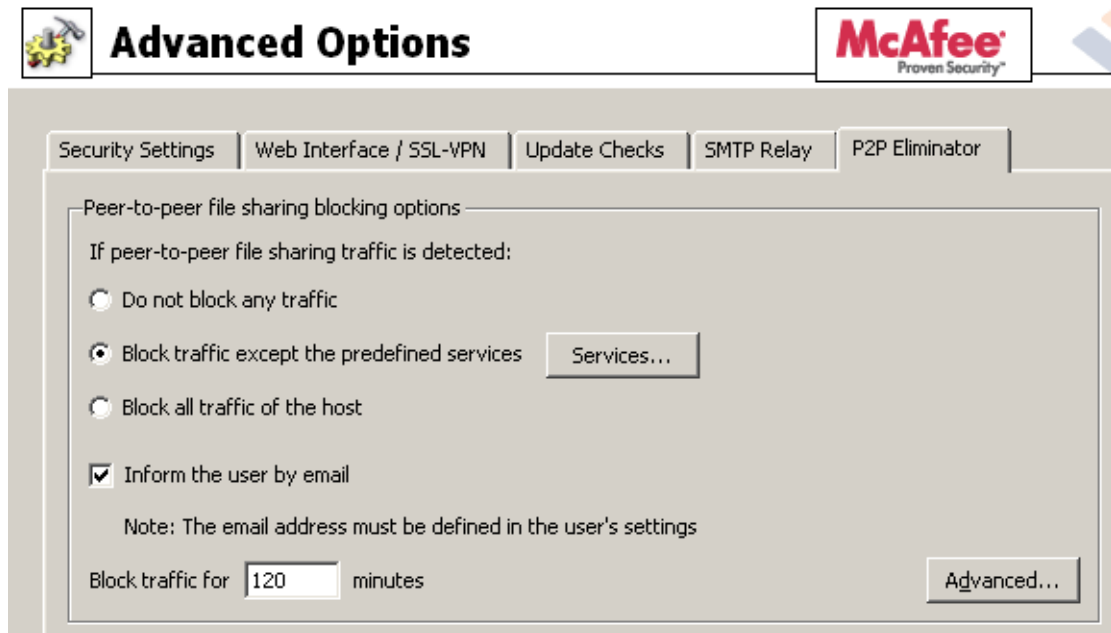 Advanced Options
McAfee
Proven Security™
Security Settings
Web Interface / SSL-VPN
Update Checks
SMTP Relay
P2P Eliminator
Peer-to-peer file sharing blocking options
If peer-to-peer file sharing traffic is detected:
Do not block any traffic
Block traffic except the predefined services
Services...
Block all traffic of the host
Inform the user by email
Note: The email address must be defined in the user's settings
Block traffic for 120 minutes
Advanced...